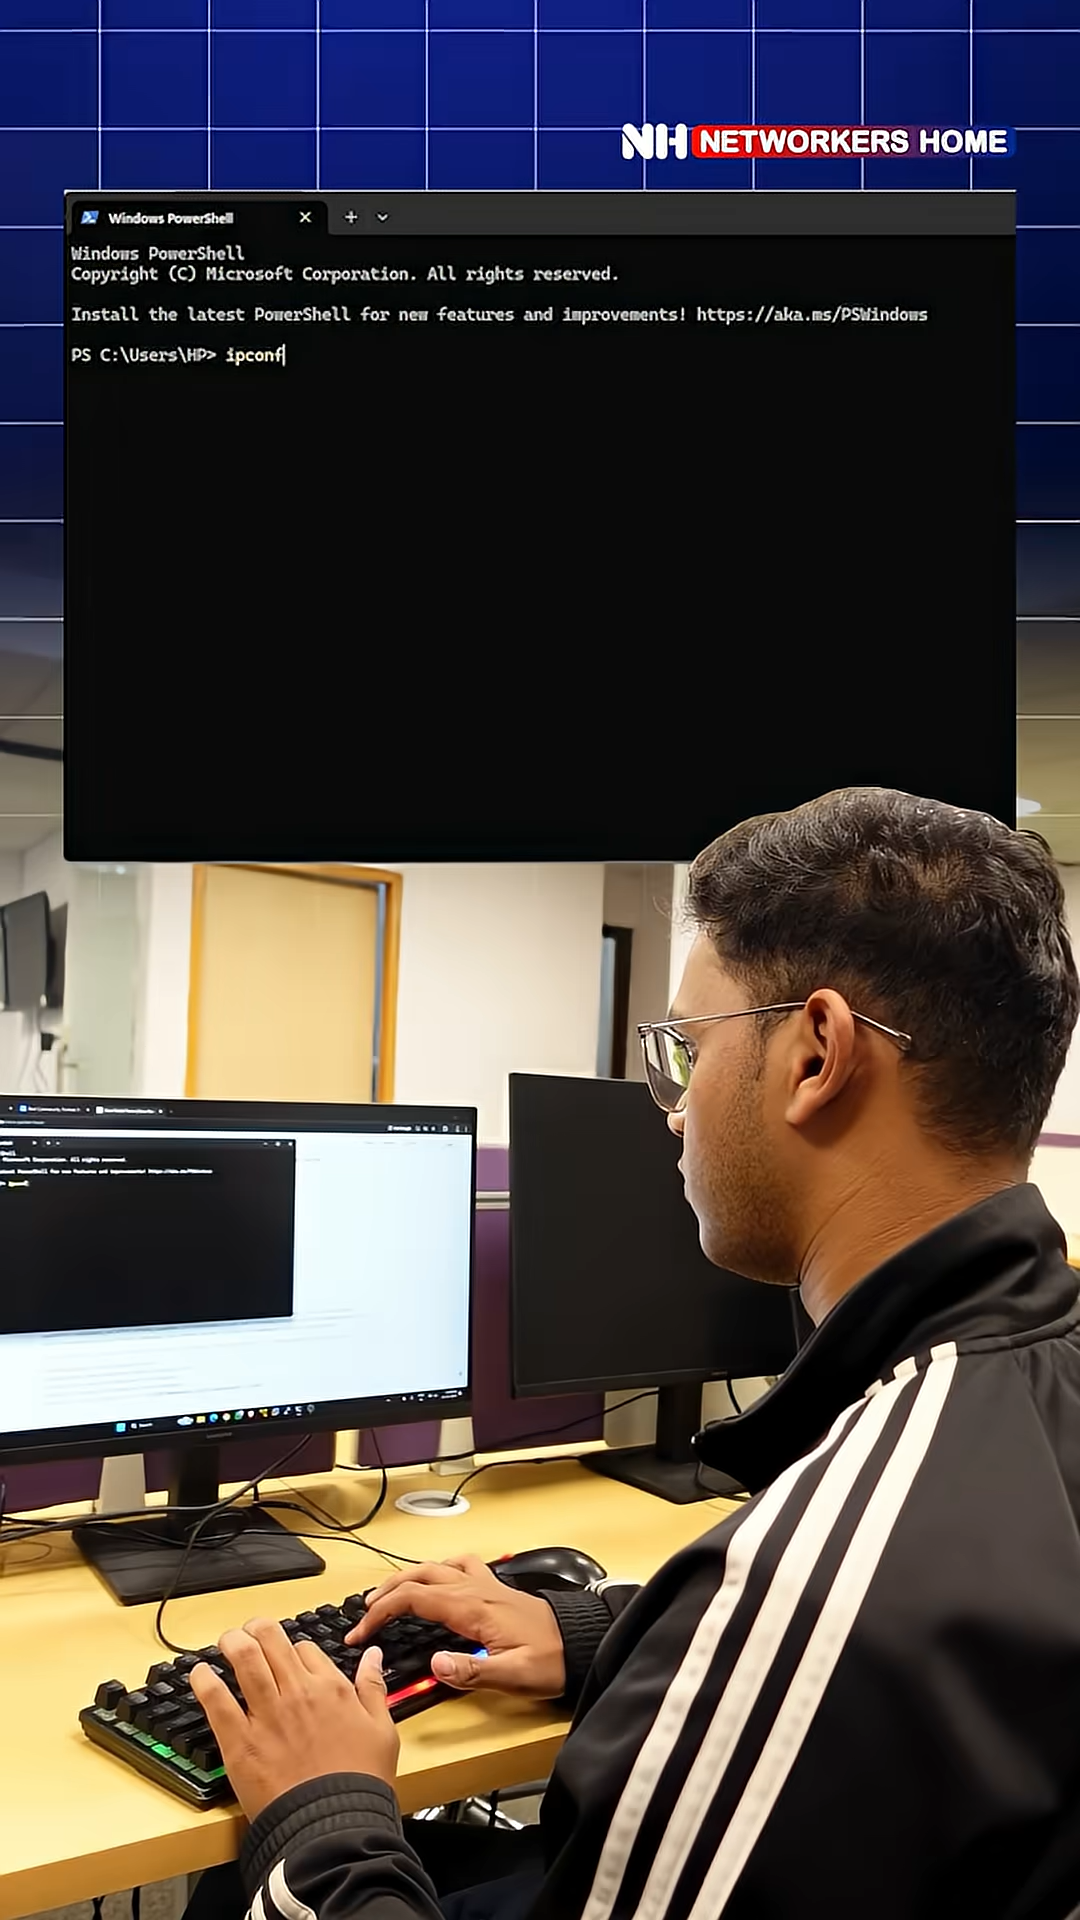 NH NETWORKERS HOME
Windows PowerShell
Windows PowerShell
Copyright (C) Microsoft Corporation. All rights reserved.
Install the latest PowerShell for new features and improvements! https://aka.ms/PSWindows
PS C:\Users\HP> ipconf